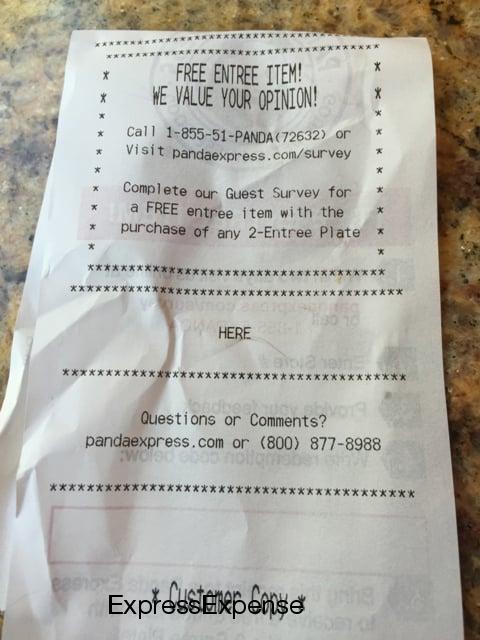 FREE ENTREE ITEM!
WE VALUE YOUR OPINION!
Call 1-855-51-PANDA(72632) or
Visit pandaexpress.com/survey
Complete our Guest Survey for
a FREE entree item with the
purchase of any 2-Entree Plate
HERE
Questions or Comments?
pandaexpress.com or (800) 877-8988
* Customer Copy *
ExpressExpense